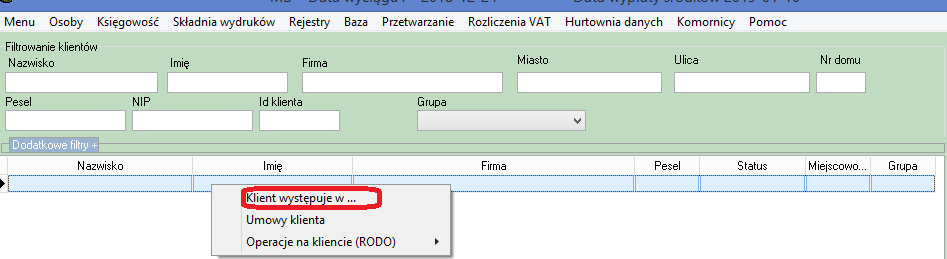 Menu Osoby Księgowość Składnia wydruków Rejestry Baza Przetwarzanie Rozliczenia VAT Hurtownia danych Komornicy Pomoc
Filtrowanie klientów
Nazwisko Imię Firma Miasto Ulica Nr domu
Pesel NIP Id klienta Grupa
Dodatkowe filtry +
Nazwisko Imię Firma Pesel Status Miejscowo... Grupa
Klient występuje w ...
Umowy klienta
Operacje na kliencie (RODO)